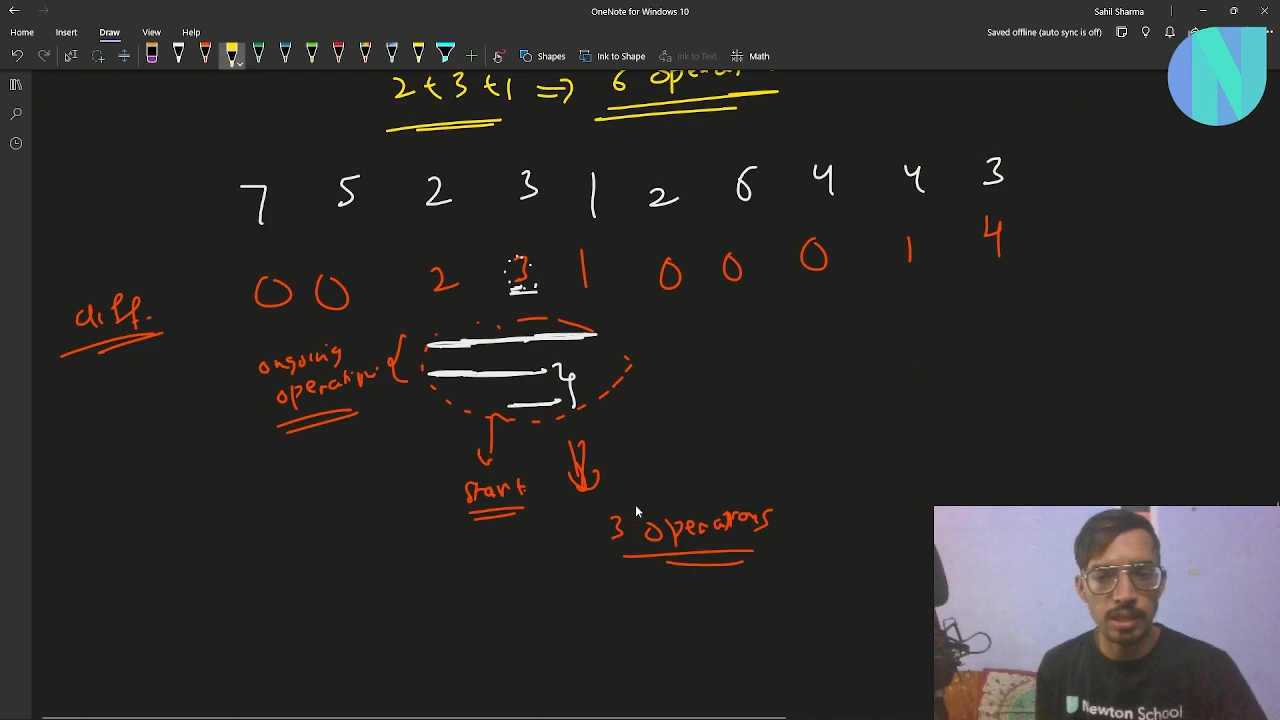 OneNote for Windows 10
Sahil Sharma
Home Insert Draw View Help
Saved offline (auto sync is off)
Shapes Ink to Shape Ink to Text Math
2+3+1 => 6
7 5 2 3 1 2 6 4 4 3
0 0 2 3 1 0 0 0 1 4
diff.
ongoing
start
3 operations
Newton School